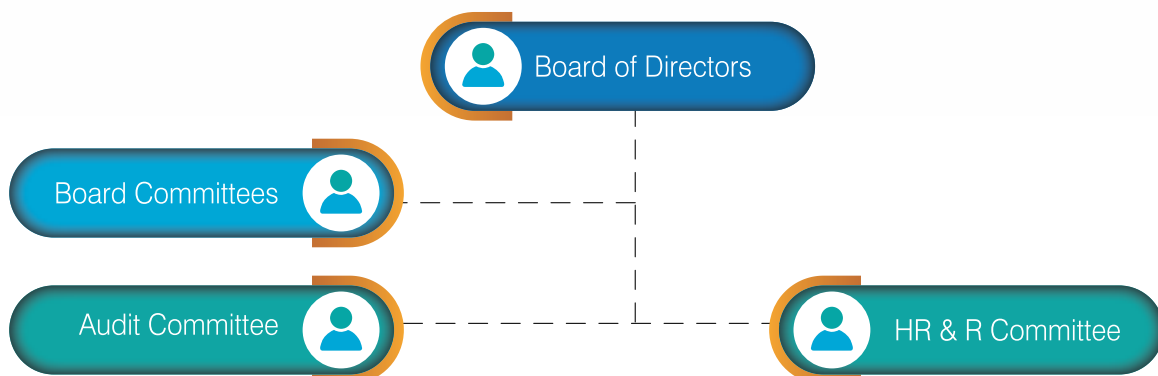 Board of Directors
Board Committees
Audit Committee
HR & R Committee